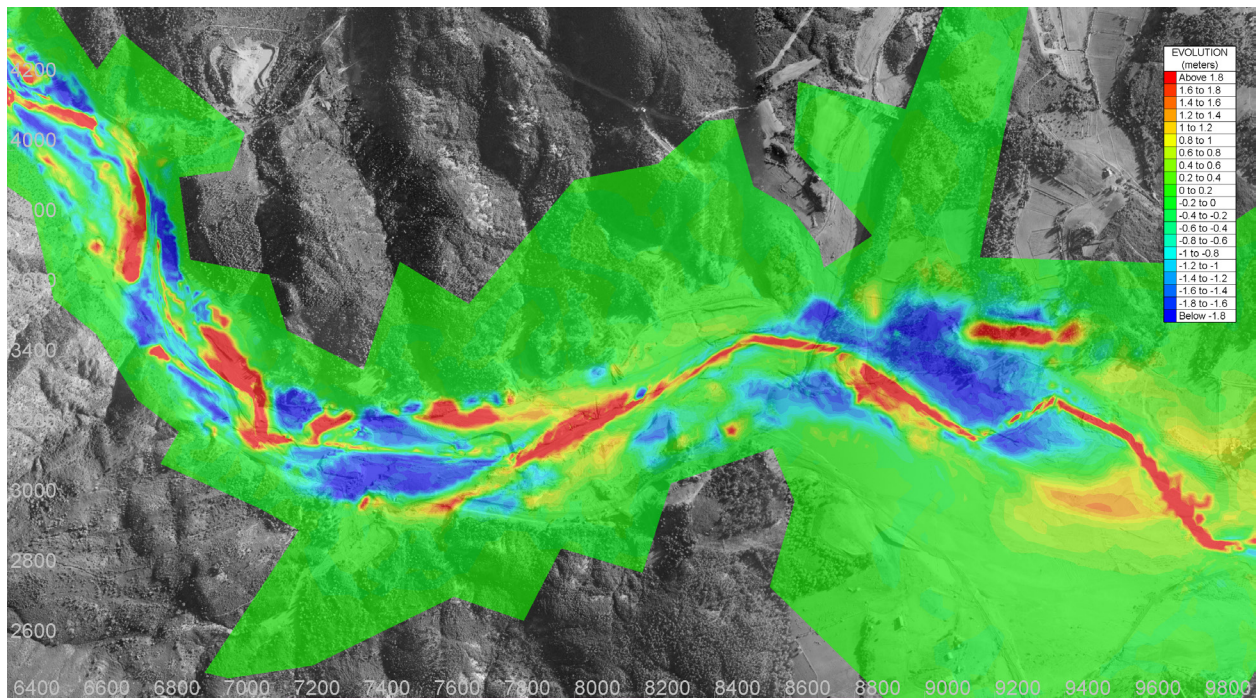 EVOLUTION
(meters)
Above 1.8
1.6 to 1.8
1.4 to 1.6
1.2 to 1.4
1 to 1.2
0.8 to 1
0.6 to 0.8
0.4 to 0.6
0.2 to 0.4
0 to 0.2
-0.2 to 0
-0.4 to -0.2
-0.6 to -0.4
-0.8 to -0.6
-1 to -0.8
-1.2 to -1
-1.4 to -1.2
-1.6 to -1.4
-1.8 to -1.6
Below -1.8
4200
4000
3400
3000
2800
2600
6400 6600 6800 7000 7200 7400 7600 7800 8000 8200 8400 8600 8800 9000 9200 9400 9600 9800